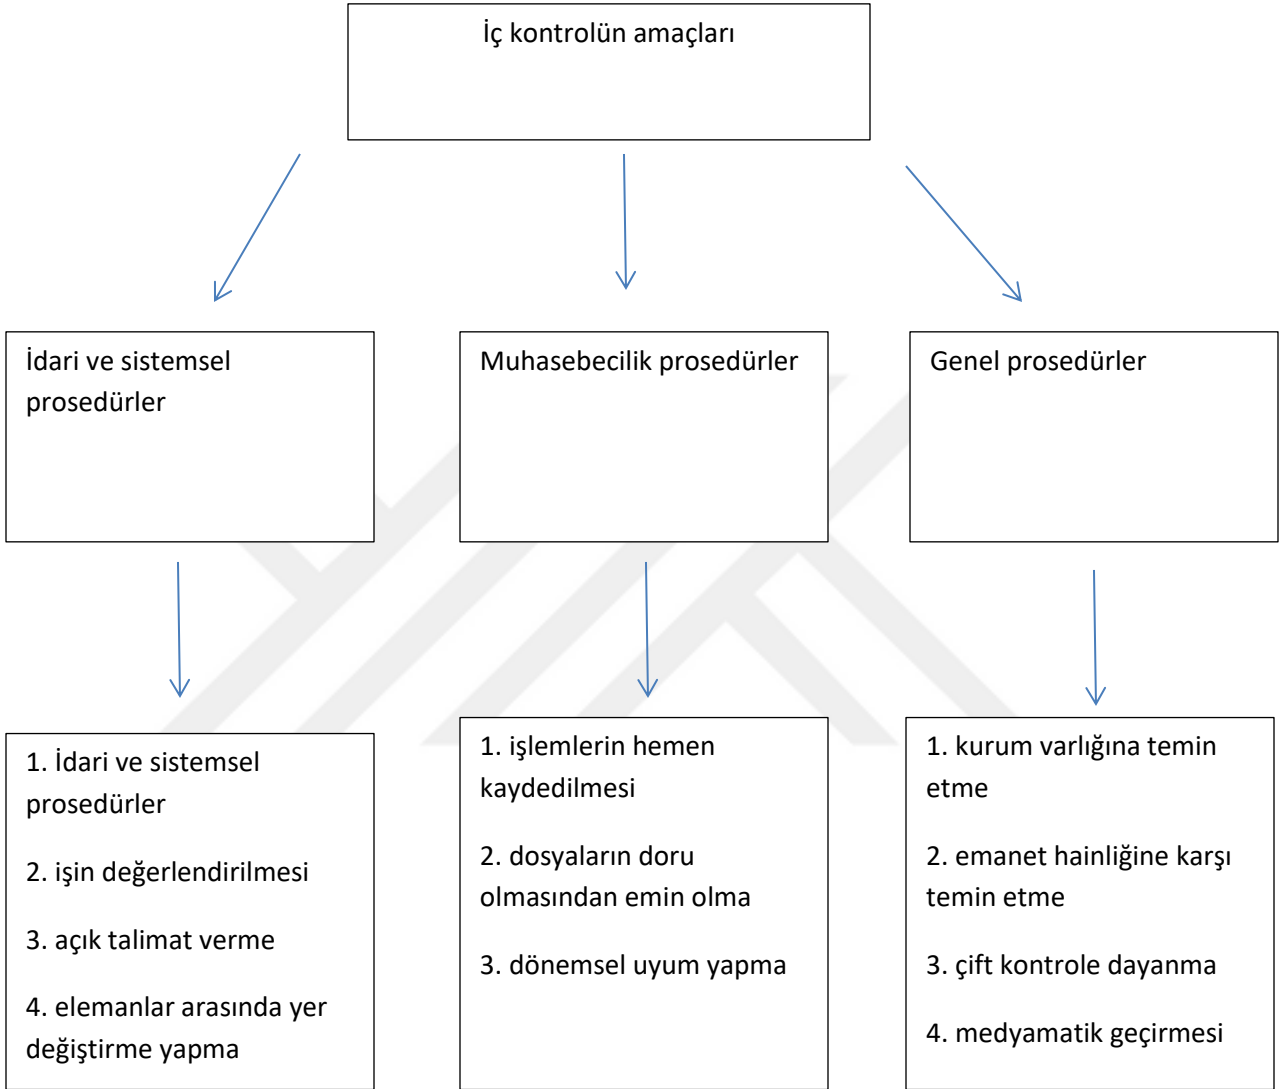 İç kontrolün amaçları
İdari ve sistemsel
prosedürler
Muhasebecilik prosedürler
Genel prosedürler
1. İdari ve sistemsel
prosedürler
2. işin değerlendirilmesi
3. açık talimat verme
4. elemanlar arasında yer
değiştirme yapma
1. işlemlerin hemen
kaydedilmesi
2. dosyaların doru
olmasından emin olma
3. dönemsel uyum yapma
1. kurum varlığına temin
etme
2. emanet hainliğine karşı
temin etme
3. çift kontrole dayanma
4. medyamatik geçirmesi